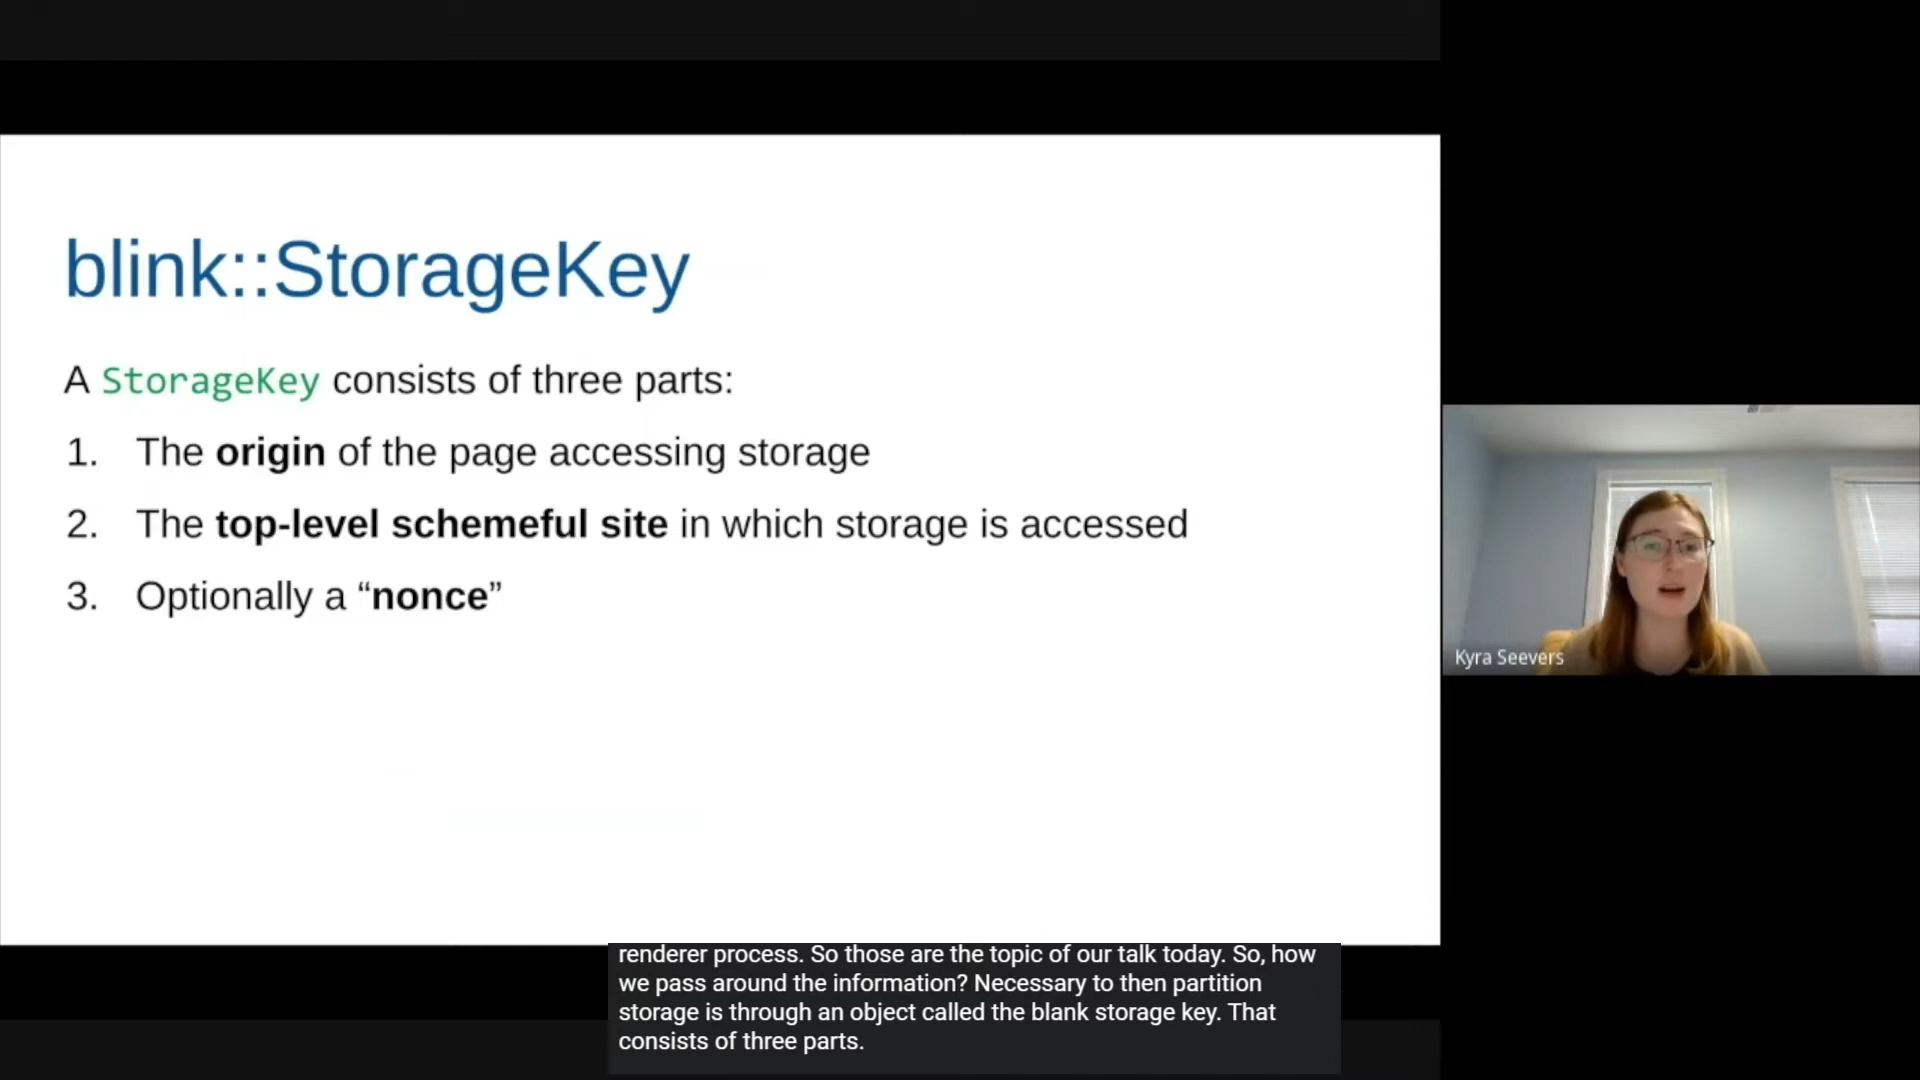 blink::StorageKey
A StorageKey consists of three parts:
1. The origin of the page accessing storage
2. The top-level schemeful site in which storage is accessed
3. Optionally a “nonce”
Kyra Seevers
renderer process. So those are the topic of our talk today. So, how
we pass around the information? Necessary to then partition
storage is through an object called the blank storage key. That
consists of three parts.